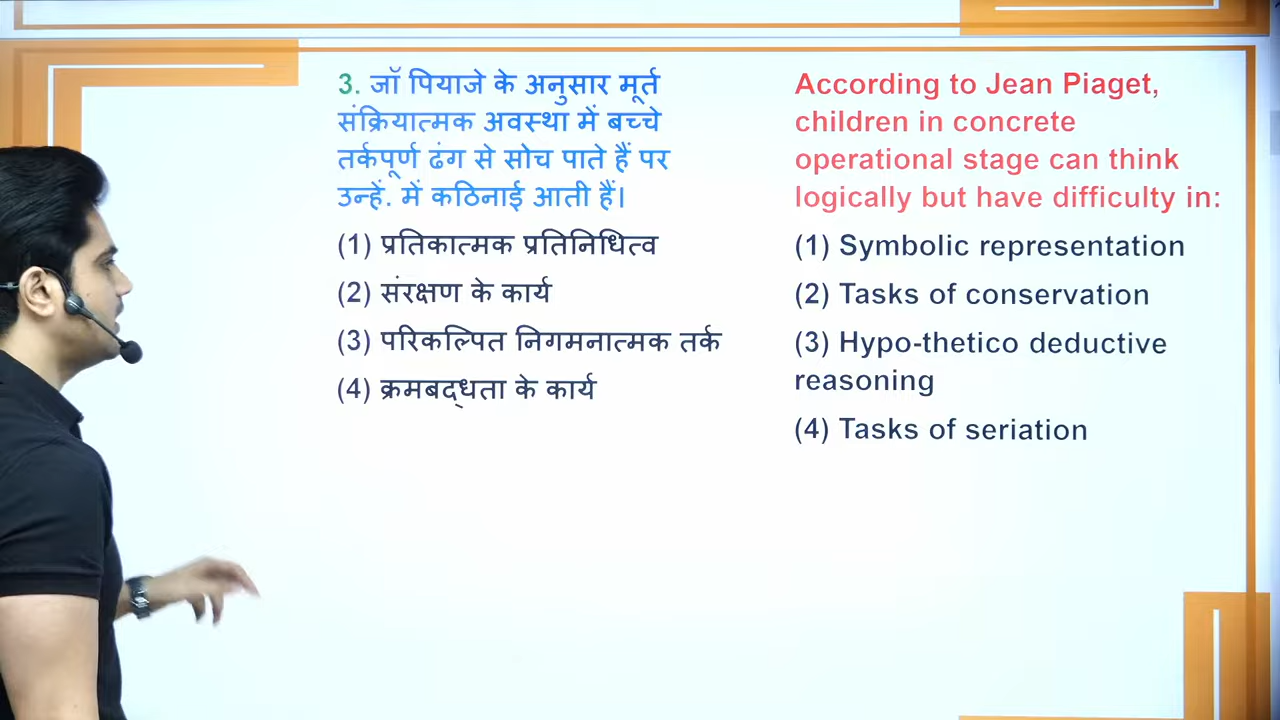 3. जॉ पियाजे के अनुसार मूर्त
संक्रियात्मक अवस्था में बच्चे
तर्कपूर्ण ढंग से सोच पाते हैं पर
उन्हें. में कठिनाई आती हैं।
(1) प्रतिकात्मक प्रतिनिधित्व
(2) संरक्षण के कार्य
(3) परिकल्पित निगमनात्मक तर्क
(4) क्रमबद्धता के कार्य
According to Jean Piaget,
children in concrete
operational stage can think
logically but have difficulty in:
(1) Symbolic representation
(2) Tasks of conservation
(3) Hypo-thetico deductive
reasoning
(4) Tasks of seriation